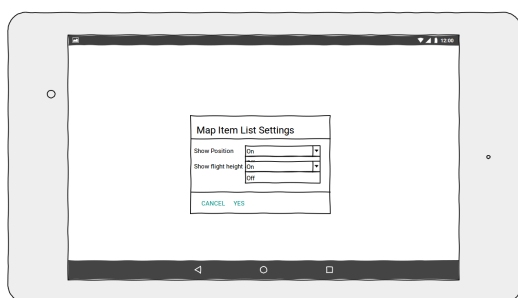 12:00
Map Item List Settings
Show Position On
Show flight height On
Off
CANCEL YES